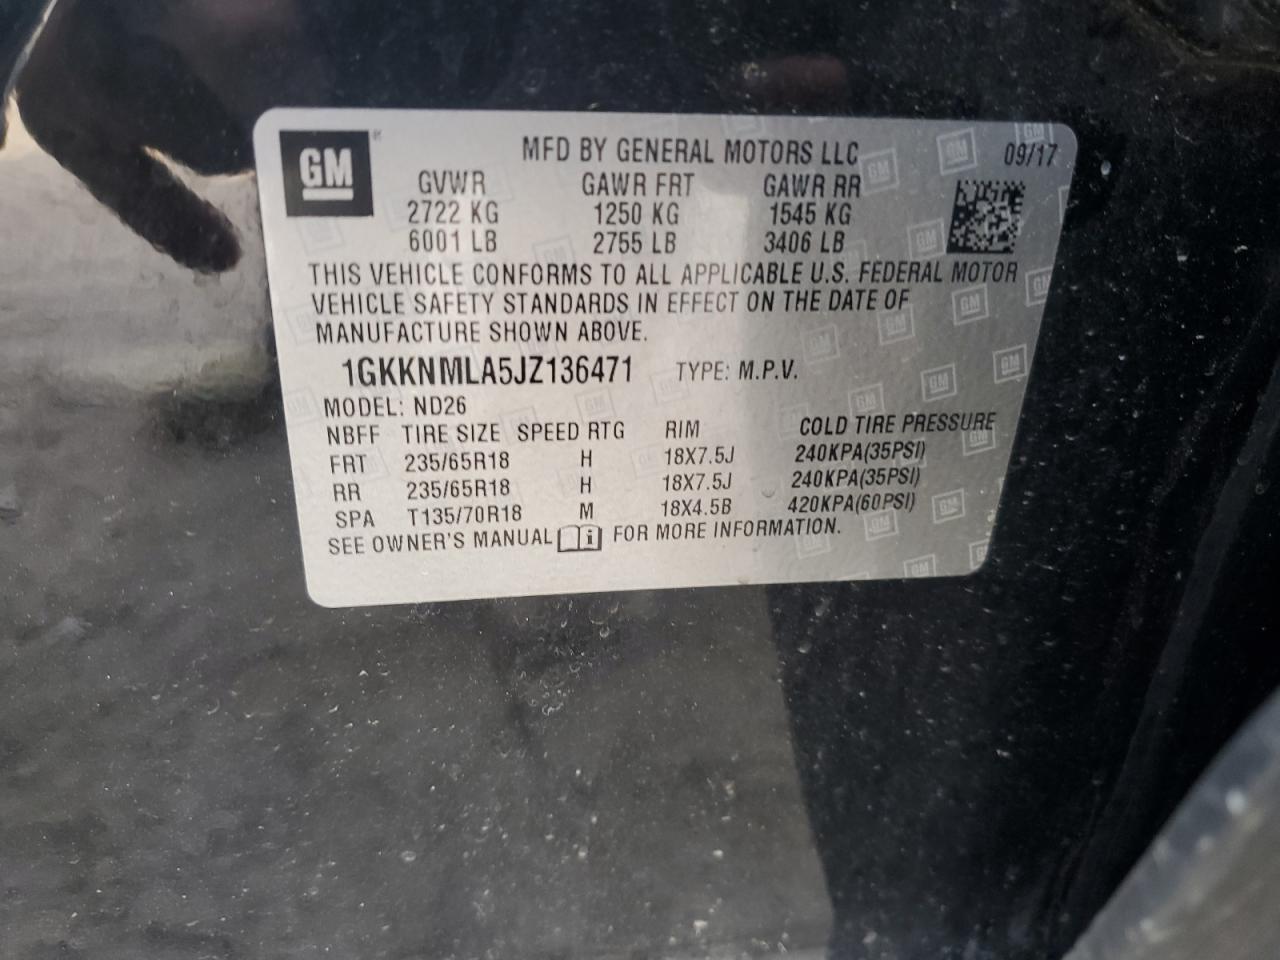 GM
MFD BY GENERAL MOTORS LLC 09/17
GVWR GAWR FRT GAWR RR
2722 KG 1250 KG 1545 KG
6001 LB 2755 LB 3406 LB
THIS VEHICLE CONFORMS TO ALL APPLICABLE U.S. FEDERAL MOTOR
VEHICLE SAFETY STANDARDS IN EFFECT ON THE DATE OF
MANUFACTURE SHOWN ABOVE.
1GKKNMLA5JZ136471 TYPE: M.P.V.
MODEL: ND26
NBFF TIRE SIZE SPEED RTG RIM COLD TIRE PRESSURE
FRT 235/65R18 H 18X7.5J 240KPA(35PSI)
RR 235/65R18 H 18X7.5J 240KPA(35PSI)
SPA T135/70R18 M 18X4.5B 420KPA(60PSI)
SEE OWNER'S MANUAL i FOR MORE INFORMATION.